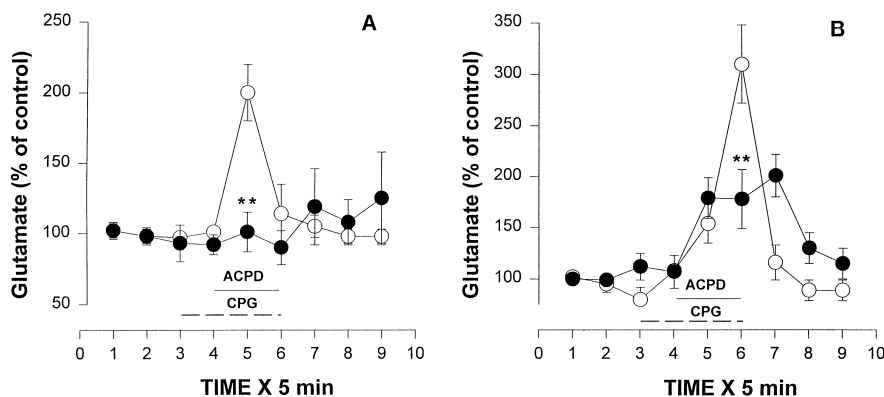 A
Glutamate (% of control)
250
200
150
100
50
**
ACPD
CPG
0 1 2 3 4 5 6 7 8 9 10
TIME X 5 min
B
Glutamate (% of control)
350
300
200
150
100
**
ACPD
CPG
0 1 2 3 4 5 6 7 8 9 10
TIME X 5 min